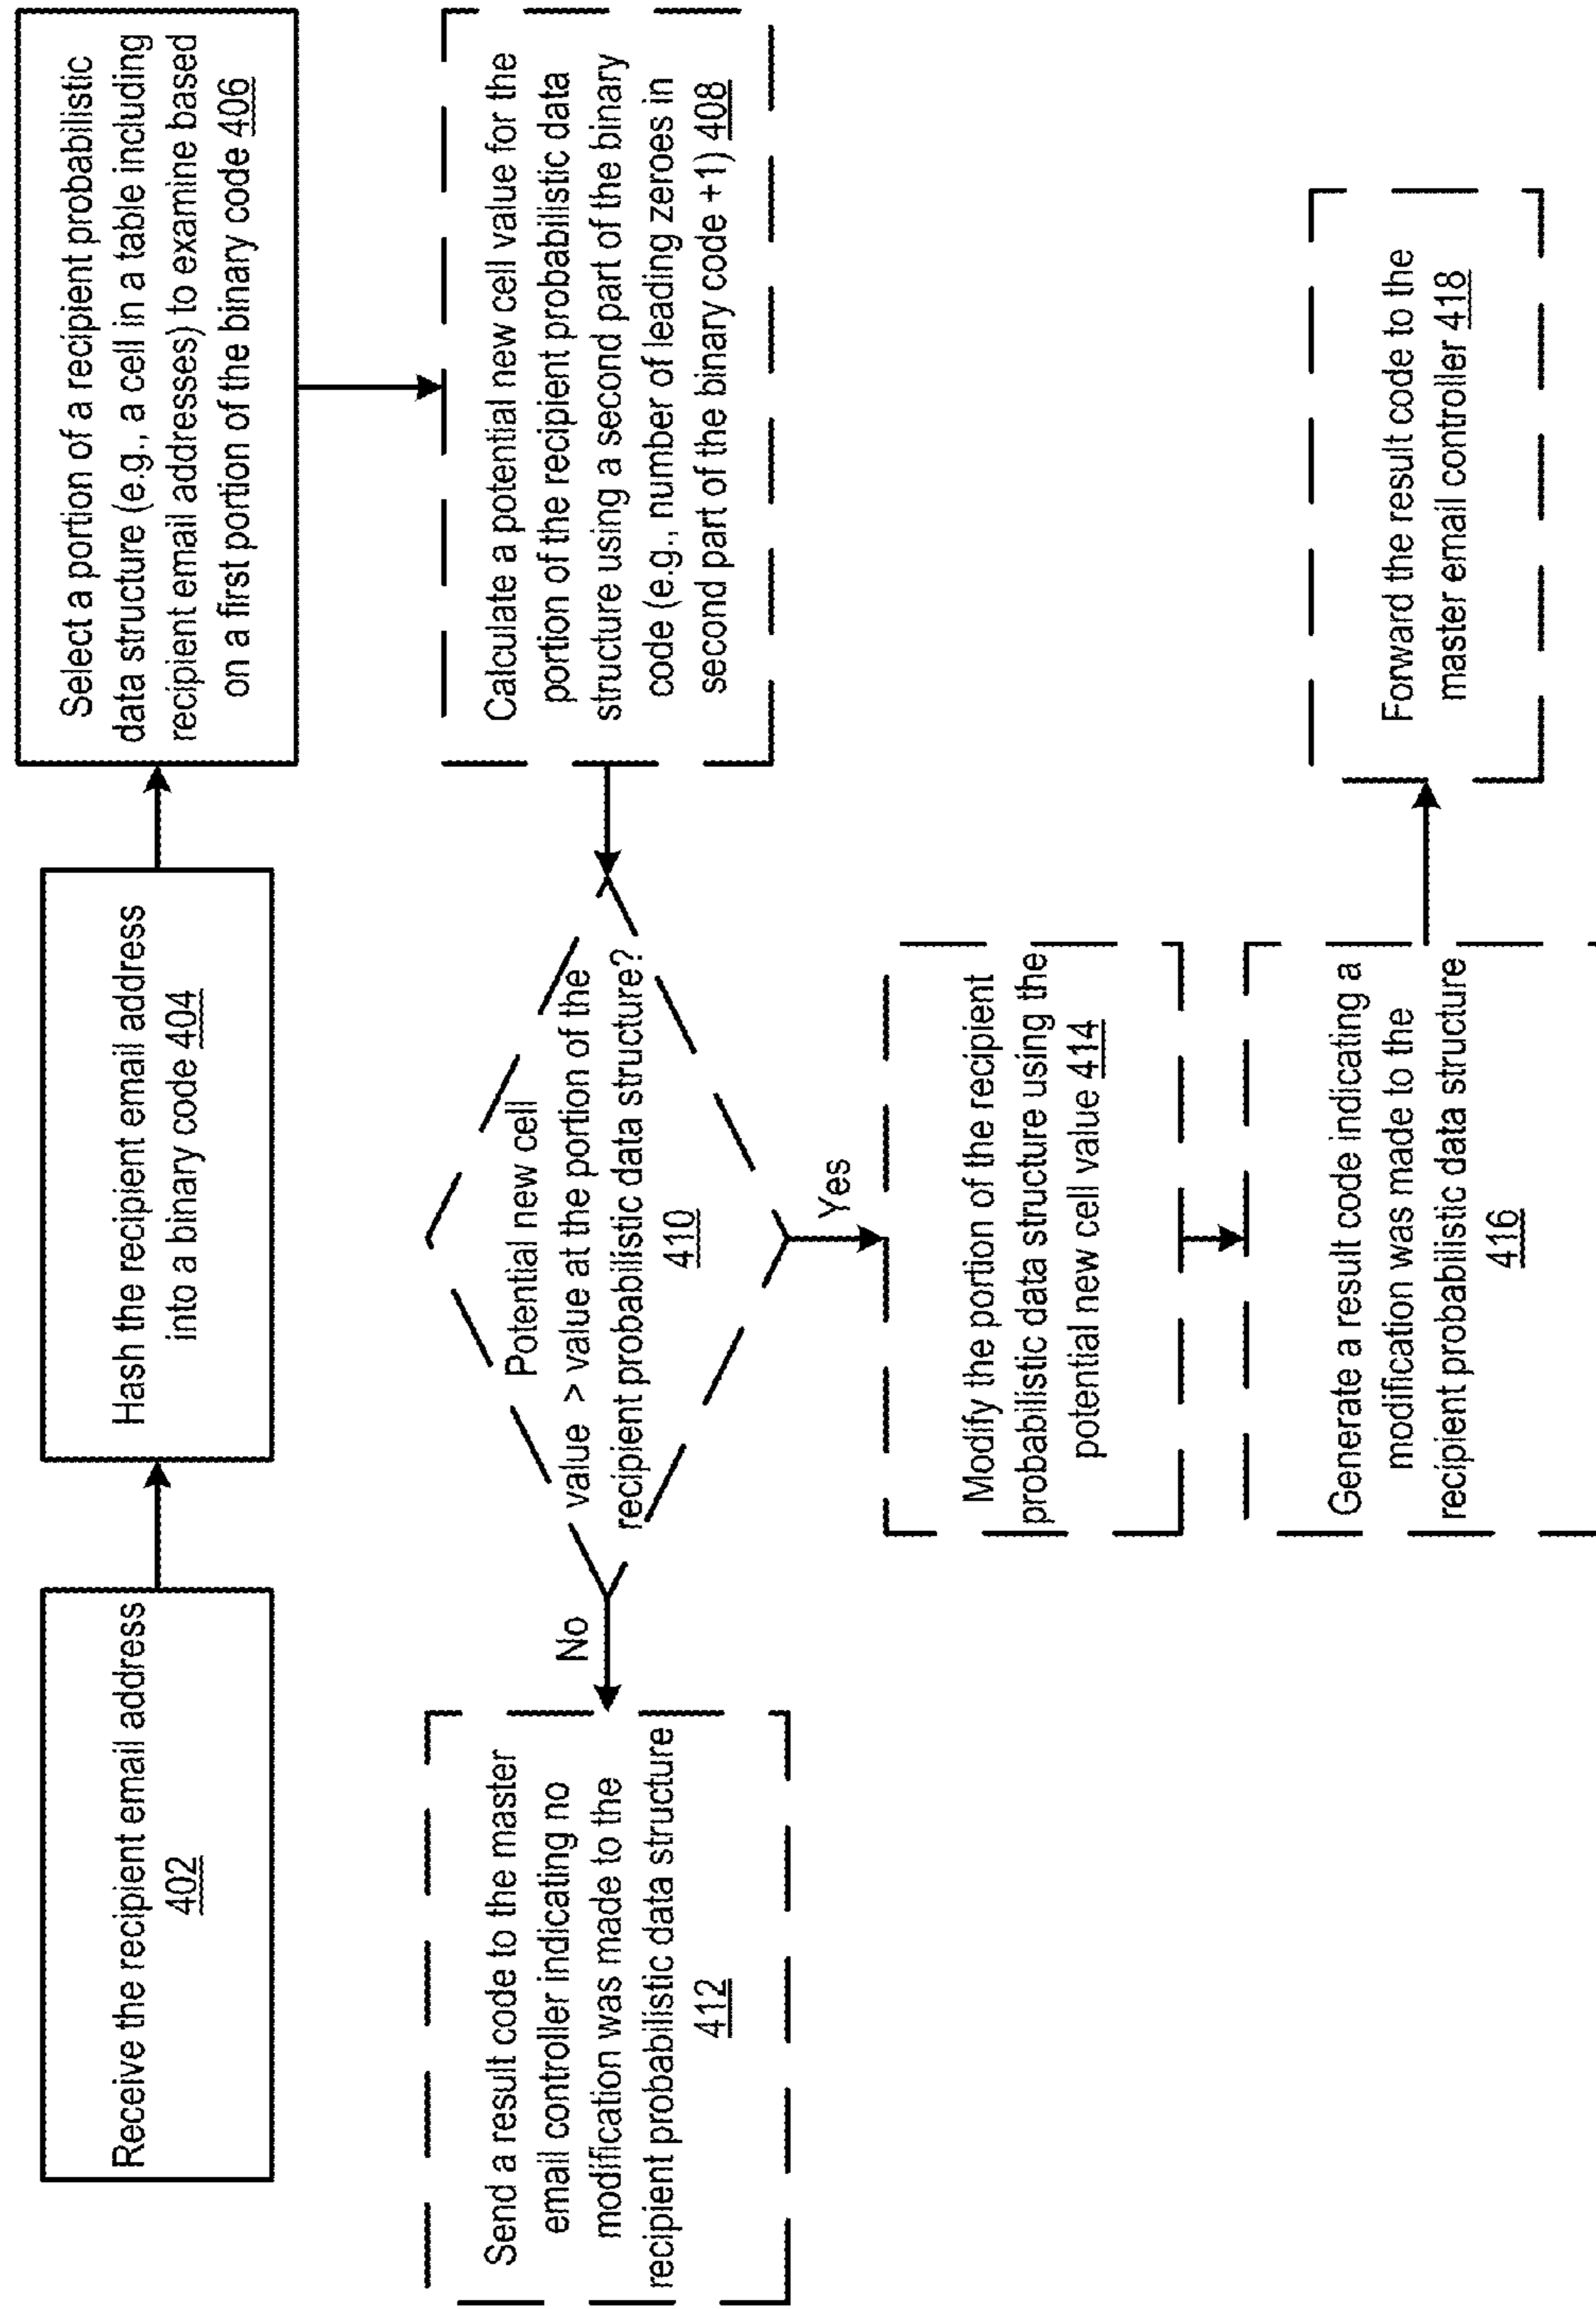 Receive the recipient email address
402
Hash the recipient email address
into a binary code 404
Select a portion of a recipient probabilistic
data structure (e.g., a cell in a table including
recipient email addresses) to examine based
on a first portion of the binary code 406
Calculate a potential new cell value for the
portion of the recipient probabilistic data
structure using a second part of the binary
code (e.g., number of leading zeroes in
second part of the binary code +1) 408
Potential new cell
value > value at the portion of the
recipient probabilistic data structure?
410
No
Send a result code to the master
email controller indicating no
modification was made to the
recipient probabilistic data structure
412
Yes
Modify the portion of the recipient
probabilistic data structure using the
potential new cell value 414
Generate a result code indicating a
modification was made to the
recipient probabilistic data structure
416
Forward the result code to the
master email controller 418